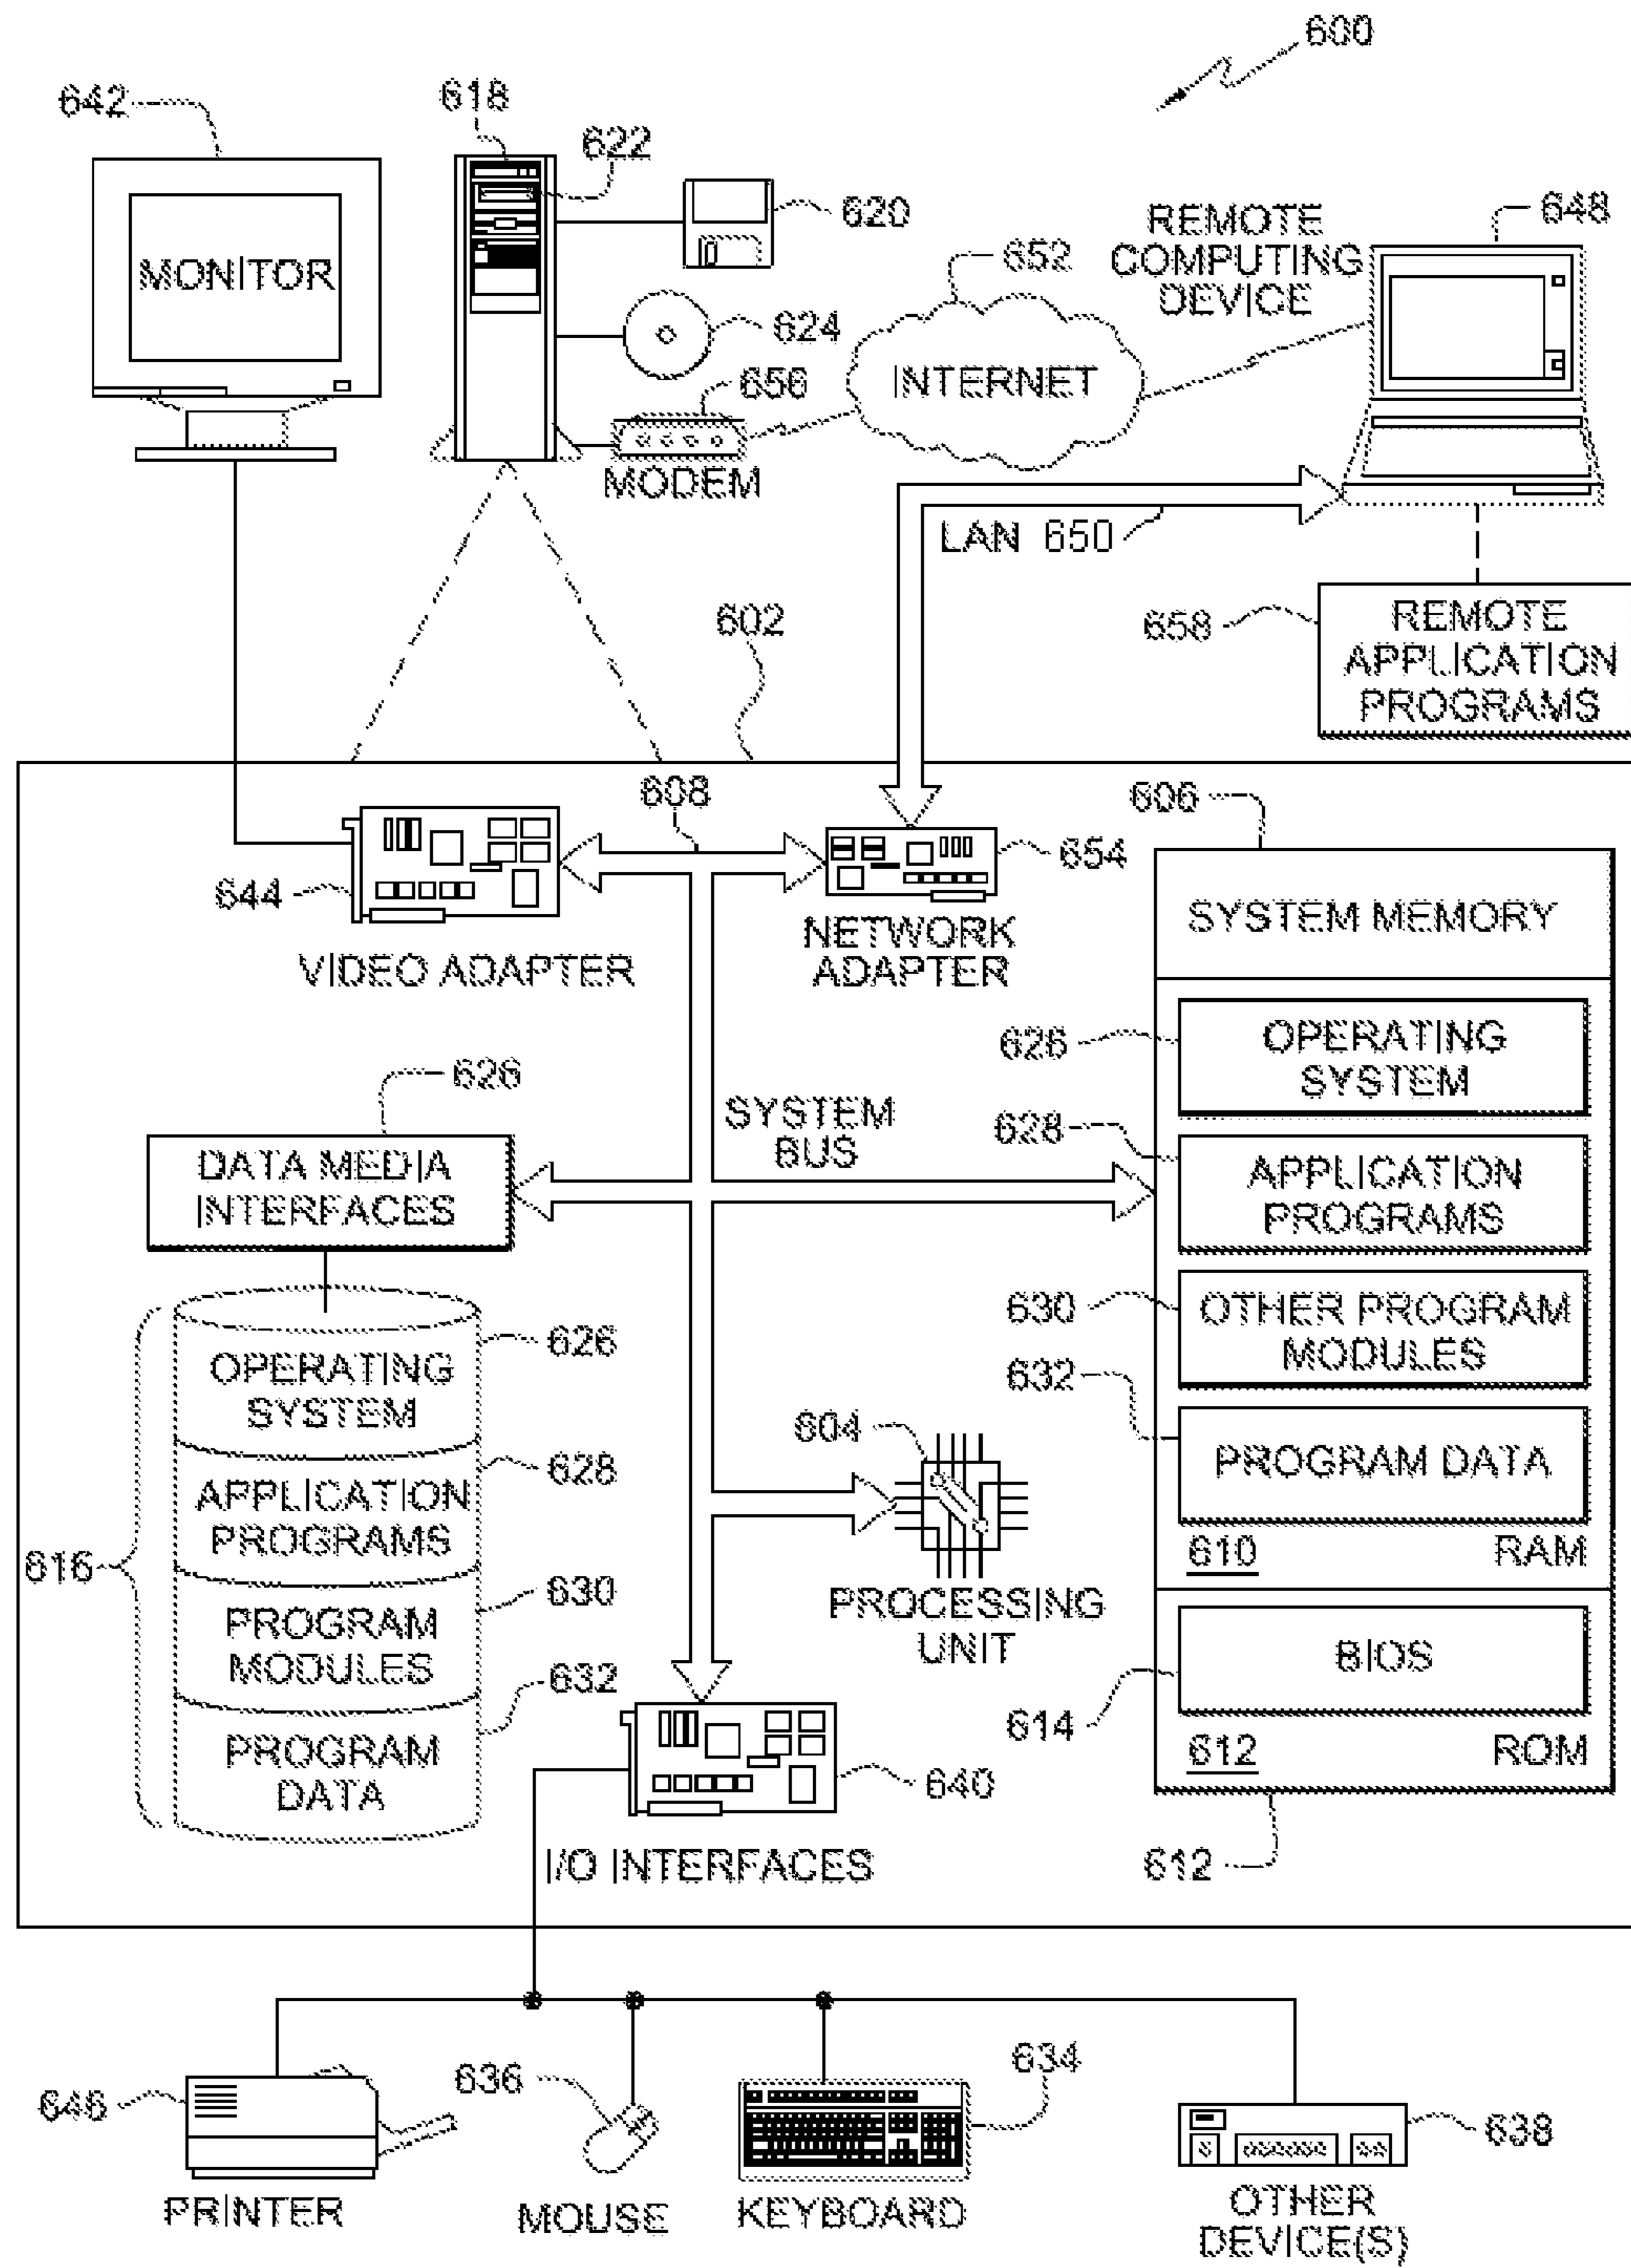 600
642
618
622
620
MONITOR
624
656
MODEM
652
INTERNET
REMOTE
COMPUTING
DEVICE
648
LAN 650
602
658
REMOTE
APPLICATION
PROGRAMS
608
644
VIDEO ADAPTER
654
NETWORK
ADAPTER
606
SYSTEM MEMORY
626
OPERATING
SYSTEM
628
APPLICATION
PROGRAMS
630
OTHER PROGRAM
MODULES
632
PROGRAM DATA
610 RAM
BIOS
614
612 ROM
612
626
DATA MEDIA
INTERFACES
SYSTEM
BUS
616
OPERATING
SYSTEM
626
APPLICATION
PROGRAMS
628
PROGRAM
MODULES
630
PROGRAM
DATA
632
604
PROCESSING
UNIT
640
I/O INTERFACES
646
PRINTER
636
MOUSE
634
KEYBOARD
638
OTHER
DEVICE(S)